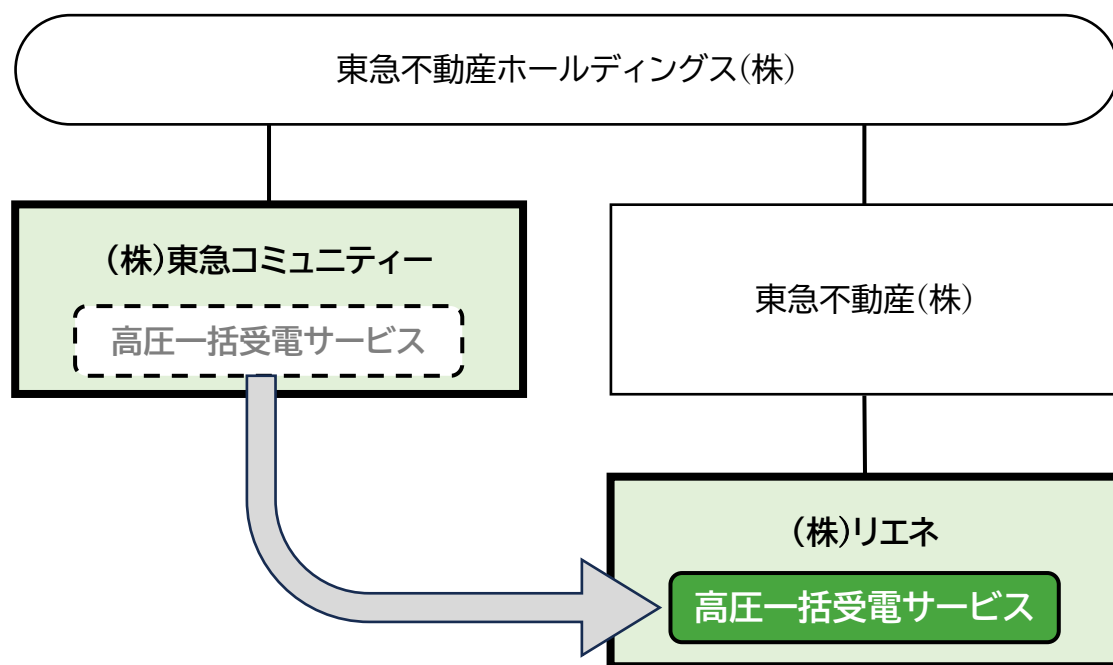 東急不動産ホールディングス(株)
(株)東急コミュニティー
高圧一括受電サービス
東急不動産(株)
(株)リエネ
高圧一括受電サービス